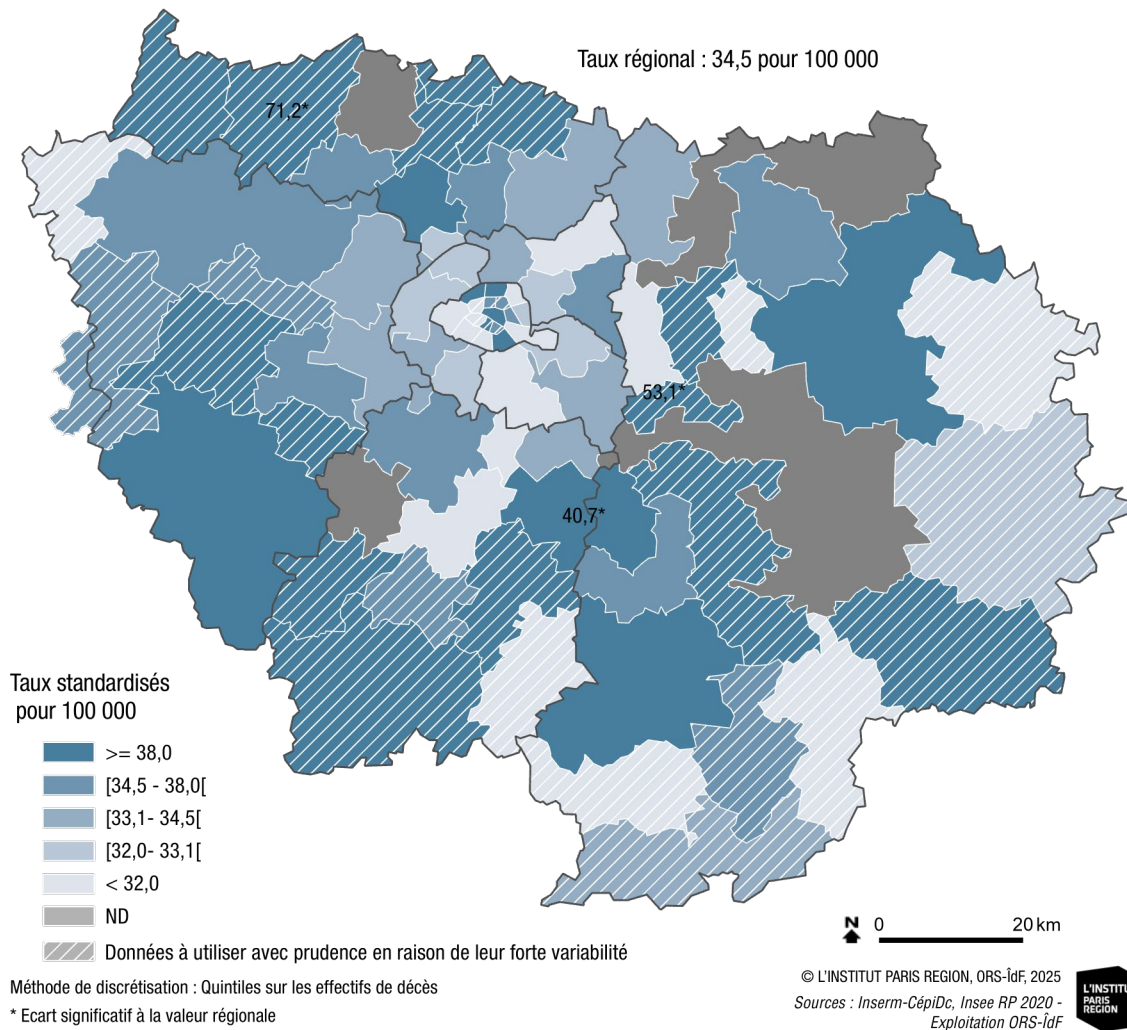 Taux régional : 34,5 pour 100 000
71,2*
53,1*
40,7*
Taux standardisés
pour 100 000
>= 38,0
[34,5 - 38,0[
[33,1- 34,5[
[32,0- 33,1[
< 32,0
ND
Données à utiliser avec prudence en raison de leur forte variabilité
Méthode de discrétisation : Quintiles sur les effectifs de décès
* Ecart significatif à la valeur régionale
N 0 20 km
© L'INSTITUT PARIS REGION, ORS-ÎdF, 2025
Sources : Inserm-CépiDc, Insee RP 2020 -
Exploitation ORS-ÎdF
L'INSTITUT
PARIS
REGION